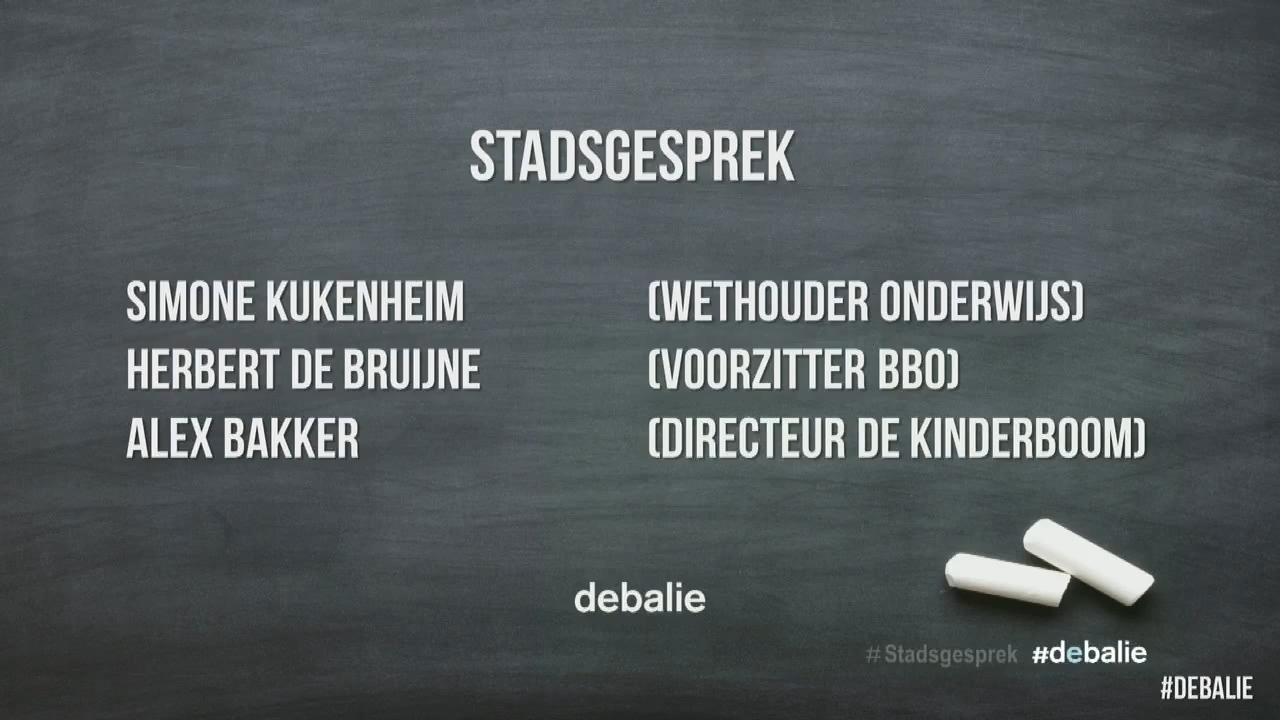 STADSGESPREK
SIMONE KUKENHEIM (WETHOUDER ONDERWIJS)
HERBERT DE BRUIJNE (VOORZITTER BBO)
ALEX BAKKER (DIRECTEUR DE KINDERBOOM)
debalie
#Stadsgesprek #debalie
#DEBALIE